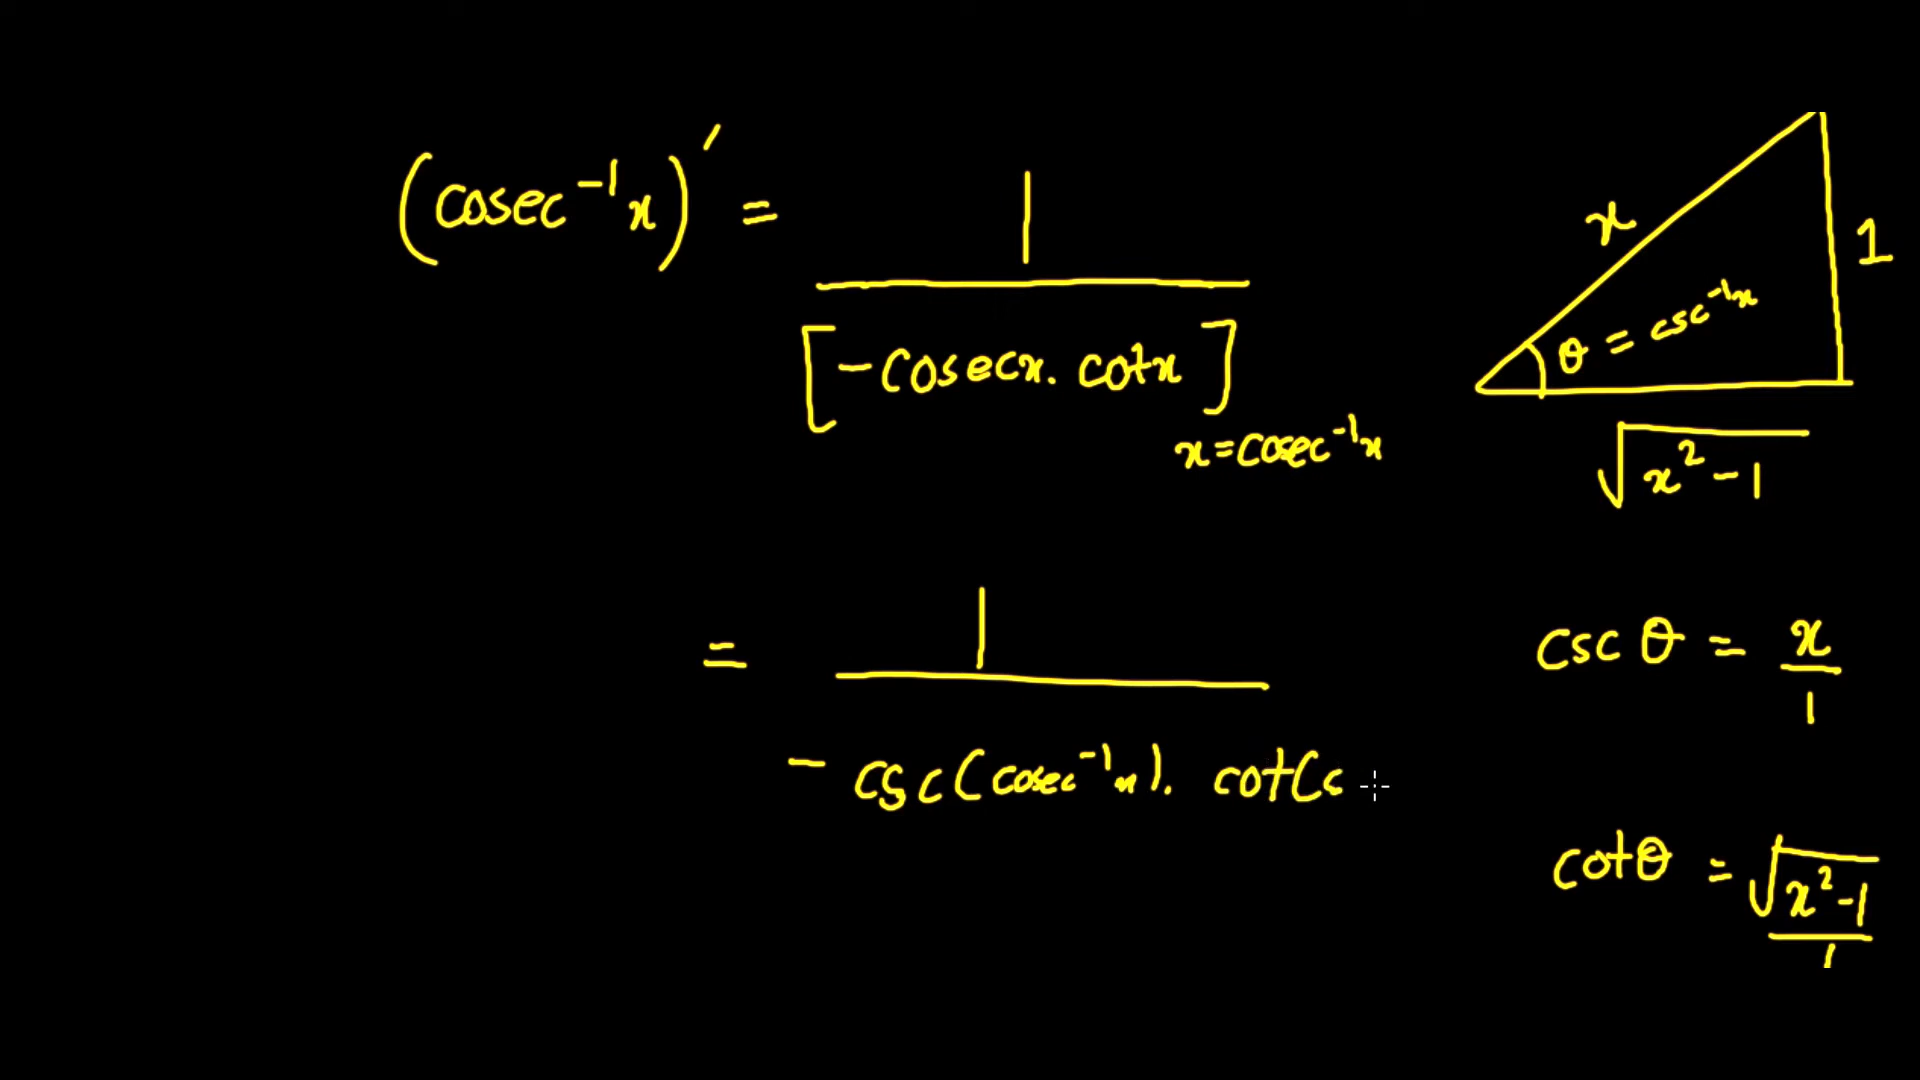 (cosec⁻¹x)′ = 1
[-cosecx. cotx]
x=cosec⁻¹x
= 1
- csc(cosec⁻¹x). cot(cs
x
1
θ = csc⁻¹x
√x²-1
csc θ = x/1
cotθ = √x²-1/1